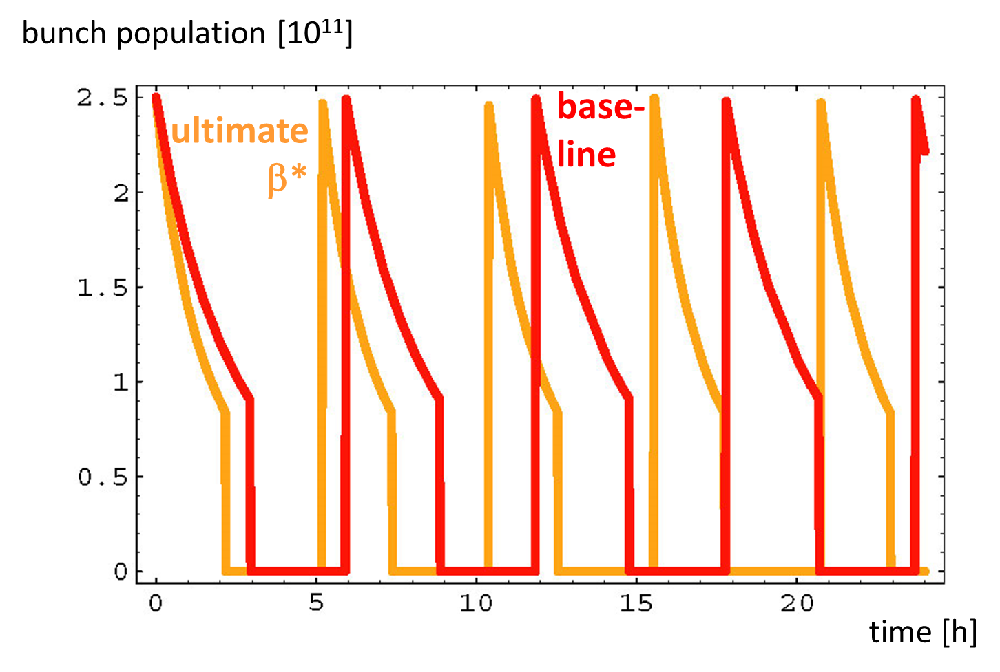 bunch population [10¹¹]
2.5
2
1.5
1
0.5
0
ultimate
β*
base-
line
0 5 10 15 20
time [h]